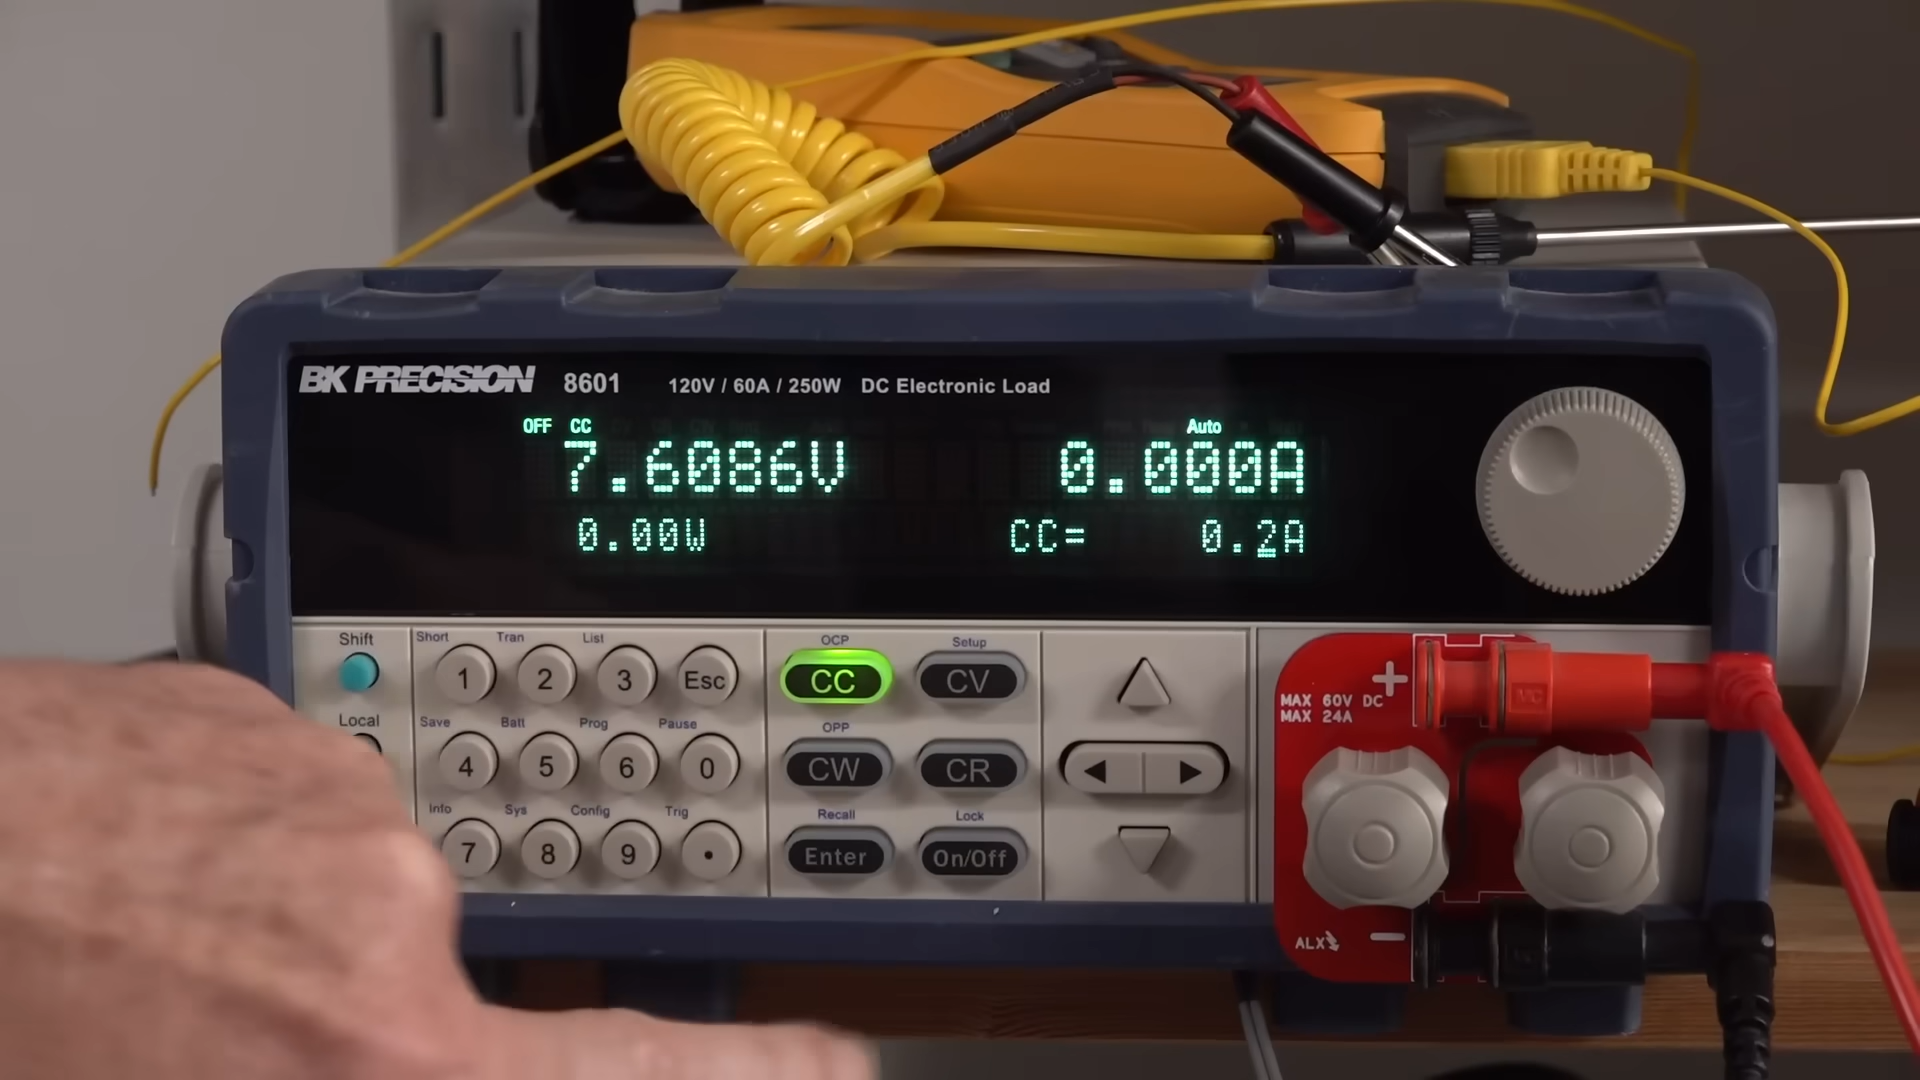 BK PRECISION 8601 120V / 60A / 250W DC Electronic Load
OFF CC Auto
7.6086V 0.000A
0.00W CC= 0.2A
Shift
Local
Short Tran List
1 2 3 Esc
Save Batt Prog Pause
4 5 6 0
Info Sys Config Trig
7 8 9 .
OCP Setup
CC CV
OPP
CW CR
Recall Lock
Enter On/Off
+
MAX 60V DC
MAX 24A
ALX -